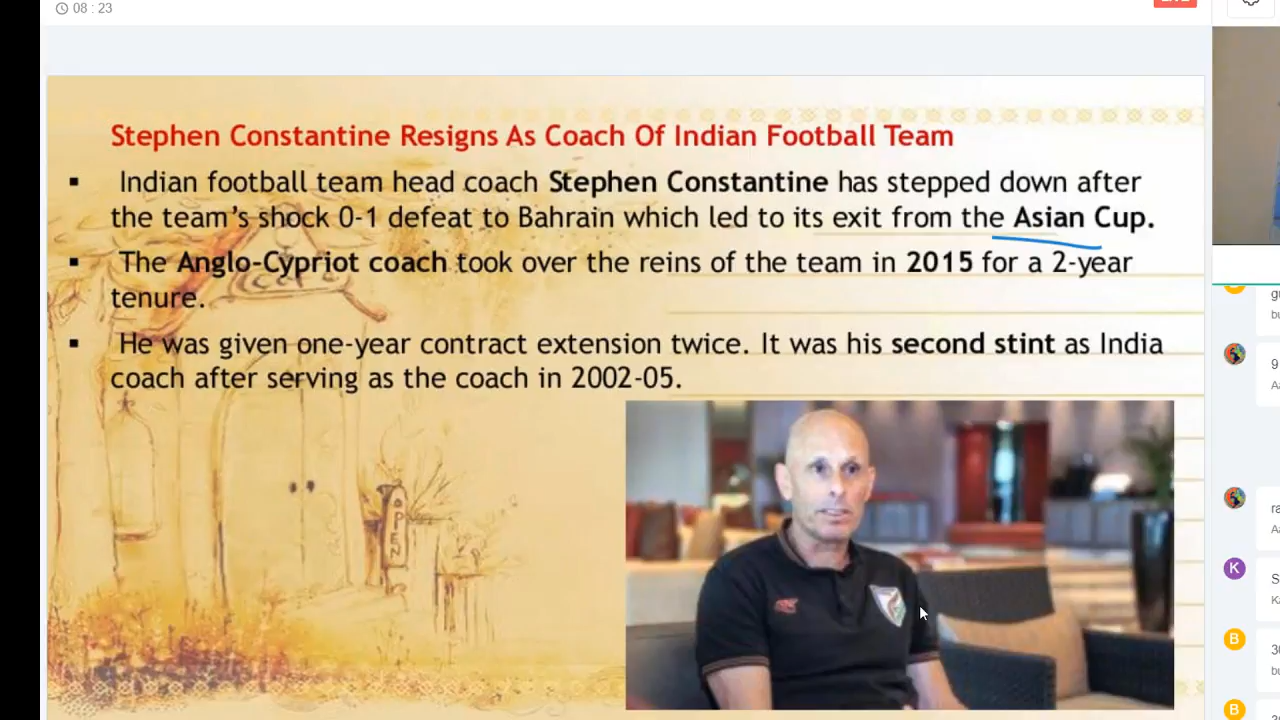 08 : 23
Stephen Constantine Resigns As Coach Of Indian Football Team
▪ Indian football team head coach Stephen Constantine has stepped down after
the team's shock 0-1 defeat to Bahrain which led to its exit from the Asian Cup.
▪ The Anglo-Cypriot coach took over the reins of the team in 2015 for a 2-year
tenure.
▪ He was given one-year contract extension twice. It was his second stint as India
coach after serving as the coach in 2002-05.
OPEN
9
K
S
B
B